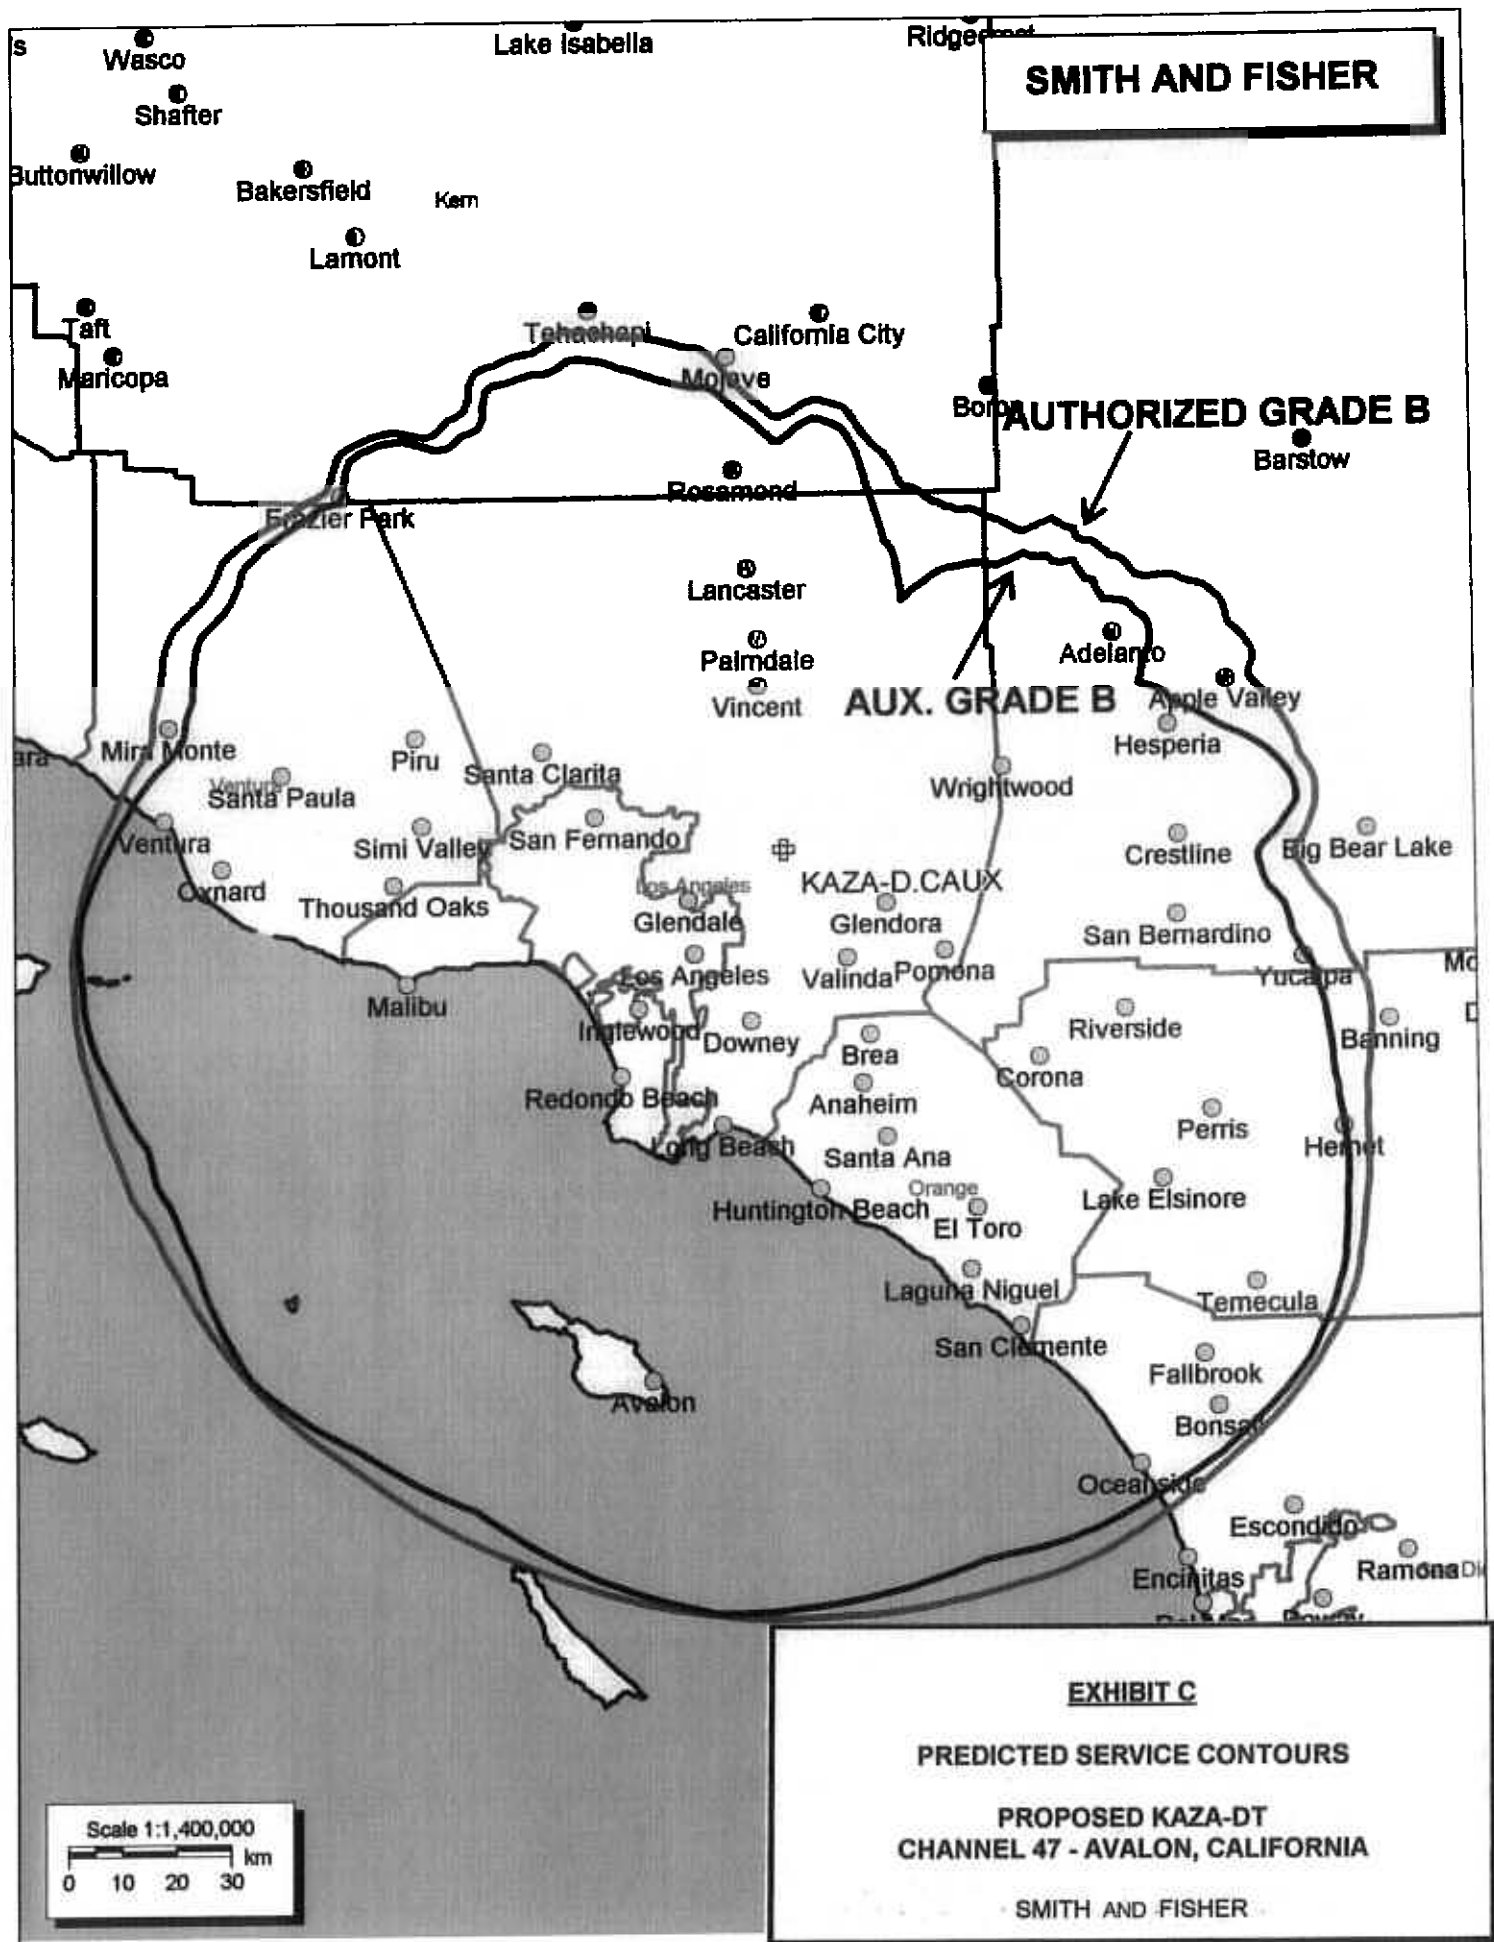 s
Wasco
Lake Isabella
SMITH AND FISHER
Shafter
Buttonwillow
Bakersfield
Kern
Lamont
Taft
Tehachapi
California City
Maricopa
Mojave
Boron
AUTHORIZED GRADE B
Barstow
Rosamond
Frazier Park
Lancaster
Palmdale
Adelanto
Vincent
AUX. GRADE B
Apple Valley
Mira Monte
Piru
Santa Clarita
Hesperia
ara
Ventura
Santa Paula
Wrightwood
Ventura
Simi Valley
San Fernando
Crestline
Big Bear Lake
Oxnard
Thousand Oaks
Los Angeles
KAZA-D.CAUX
Glendale
Glendora
San Bernardino
Los Angeles
Valinda
Pomona
Yucaipa
Mo
D
Malibu
Inglewood
Downey
Brea
Riverside
Banning
Corona
Redondo Beach
Anaheim
Perris
Long Beach
Santa Ana
Hemet
Orange
Huntington Beach
El Toro
Lake Elsinore
Laguna Niguel
Temecula
San Clemente
Fallbrook
Avalon
Bonsall
Oceanside
Escondido
Encinitas
Ramona
EXHIBIT C
PREDICTED SERVICE CONTOURS
PROPOSED KAZA-DT
CHANNEL 47 - AVALON, CALIFORNIA
SMITH AND FISHER
Scale 1:1,400,000
km
0 10 20 30